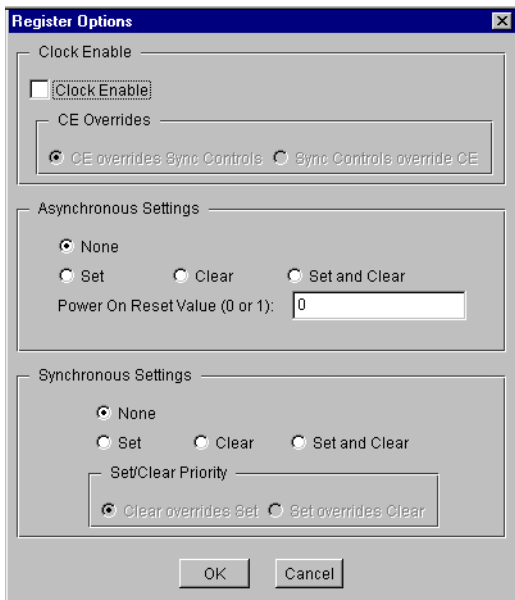 Register Options
Clock Enable
Clock Enable
CE Overrides
CE overrides Sync Controls Sync Controls override CE
Asynchronous Settings
None
Set Clear Set and Clear
Power On Reset Value (0 or 1): 0
Synchronous Settings
None
Set Clear Set and Clear
Set/Clear Priority
Clear overrides Set Set overrides Clear
OK Cancel